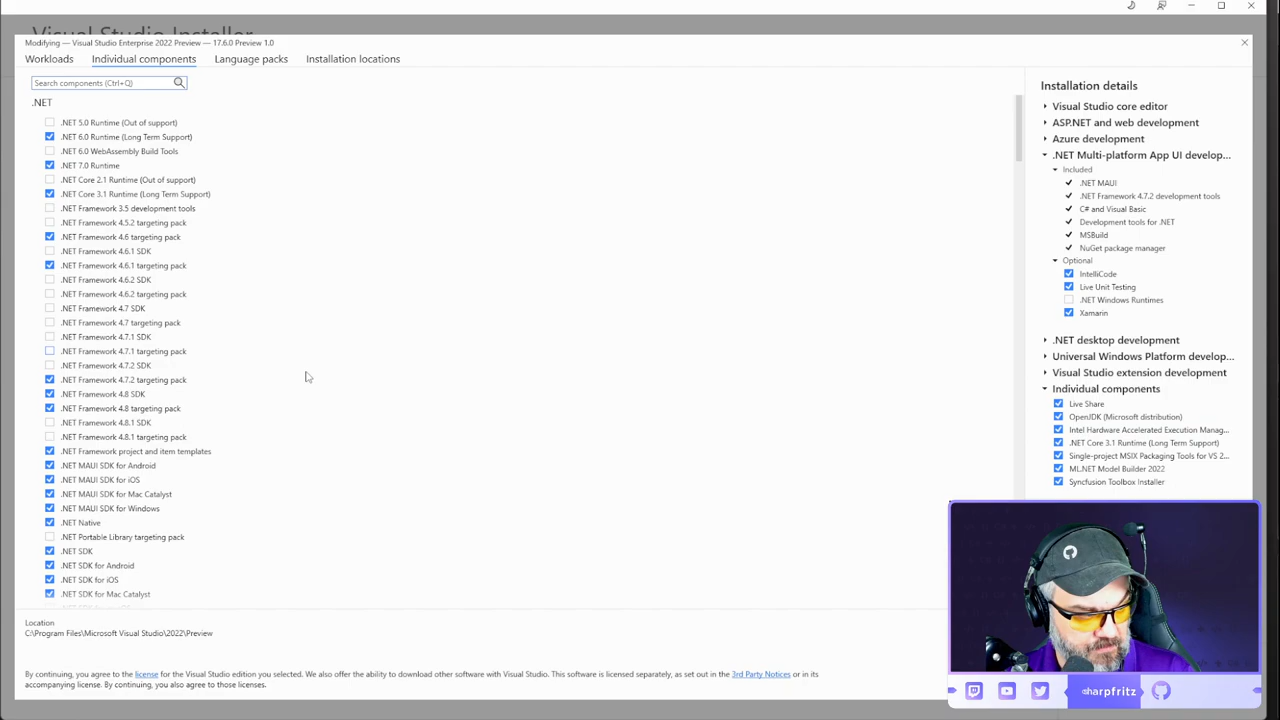 Visual Studio Installer
Modifying — Visual Studio Enterprise 2022 Preview — 17.6.0 Preview 1.0
Workloads
Individual components
Language packs
Installation locations
Search components (Ctrl+Q)
.NET
.NET 5.0 Runtime (Out of support)
.NET 6.0 Runtime (Long Term Support)
.NET 6.0 WebAssembly Build Tools
.NET 7.0 Runtime
.NET Core 2.1 Runtime (Out of support)
.NET Core 3.1 Runtime (Long Term Support)
.NET Framework 3.5 development tools
.NET Framework 4.5.2 targeting pack
.NET Framework 4.6 targeting pack
.NET Framework 4.6.1 SDK
.NET Framework 4.6.1 targeting pack
.NET Framework 4.6.2 SDK
.NET Framework 4.6.2 targeting pack
.NET Framework 4.7 SDK
.NET Framework 4.7 targeting pack
.NET Framework 4.7.1 SDK
.NET Framework 4.7.1 targeting pack
.NET Framework 4.7.2 SDK
.NET Framework 4.7.2 targeting pack
.NET Framework 4.8 SDK
.NET Framework 4.8 targeting pack
.NET Framework 4.8.1 SDK
.NET Framework 4.8.1 targeting pack
.NET Framework project and item templates
.NET MAUI SDK for Android
.NET MAUI SDK for iOS
.NET MAUI SDK for Mac Catalyst
.NET MAUI SDK for Windows
.NET Native
.NET Portable Library targeting pack
.NET SDK
.NET SDK for Android
.NET SDK for iOS
.NET SDK for Mac Catalyst
Location
C:\Program Files\Microsoft Visual Studio\2022\Preview
By continuing, you agree to the license for the Visual Studio edition you selected. We also offer the ability to download other software with Visual Studio. This software is licensed separately, as set out in the 3rd Party Notices or in its
accompanying license. By continuing, you also agree to those licenses.
Installation details
Visual Studio core editor
ASP.NET and web development
Azure development
.NET Multi-platform App UI develop...
Included
.NET MAUI
.NET Framework 4.7.2 development tools
C# and Visual Basic
Development tools for .NET
MSBuild
NuGet package manager
Optional
IntelliCode
Live Unit Testing
.NET Windows Runtimes
Xamarin
.NET desktop development
Universal Windows Platform develop...
Visual Studio extension development
Individual components
Live Share
OpenJDK (Microsoft distribution)
Intel Hardware Accelerated Execution Manag...
.NET Core 3.1 Runtime (Long Term Support)
Single-project MSIX Packaging Tools for VS 2...
ML.NET Model Builder 2022
Syncfusion Toolbox Installer